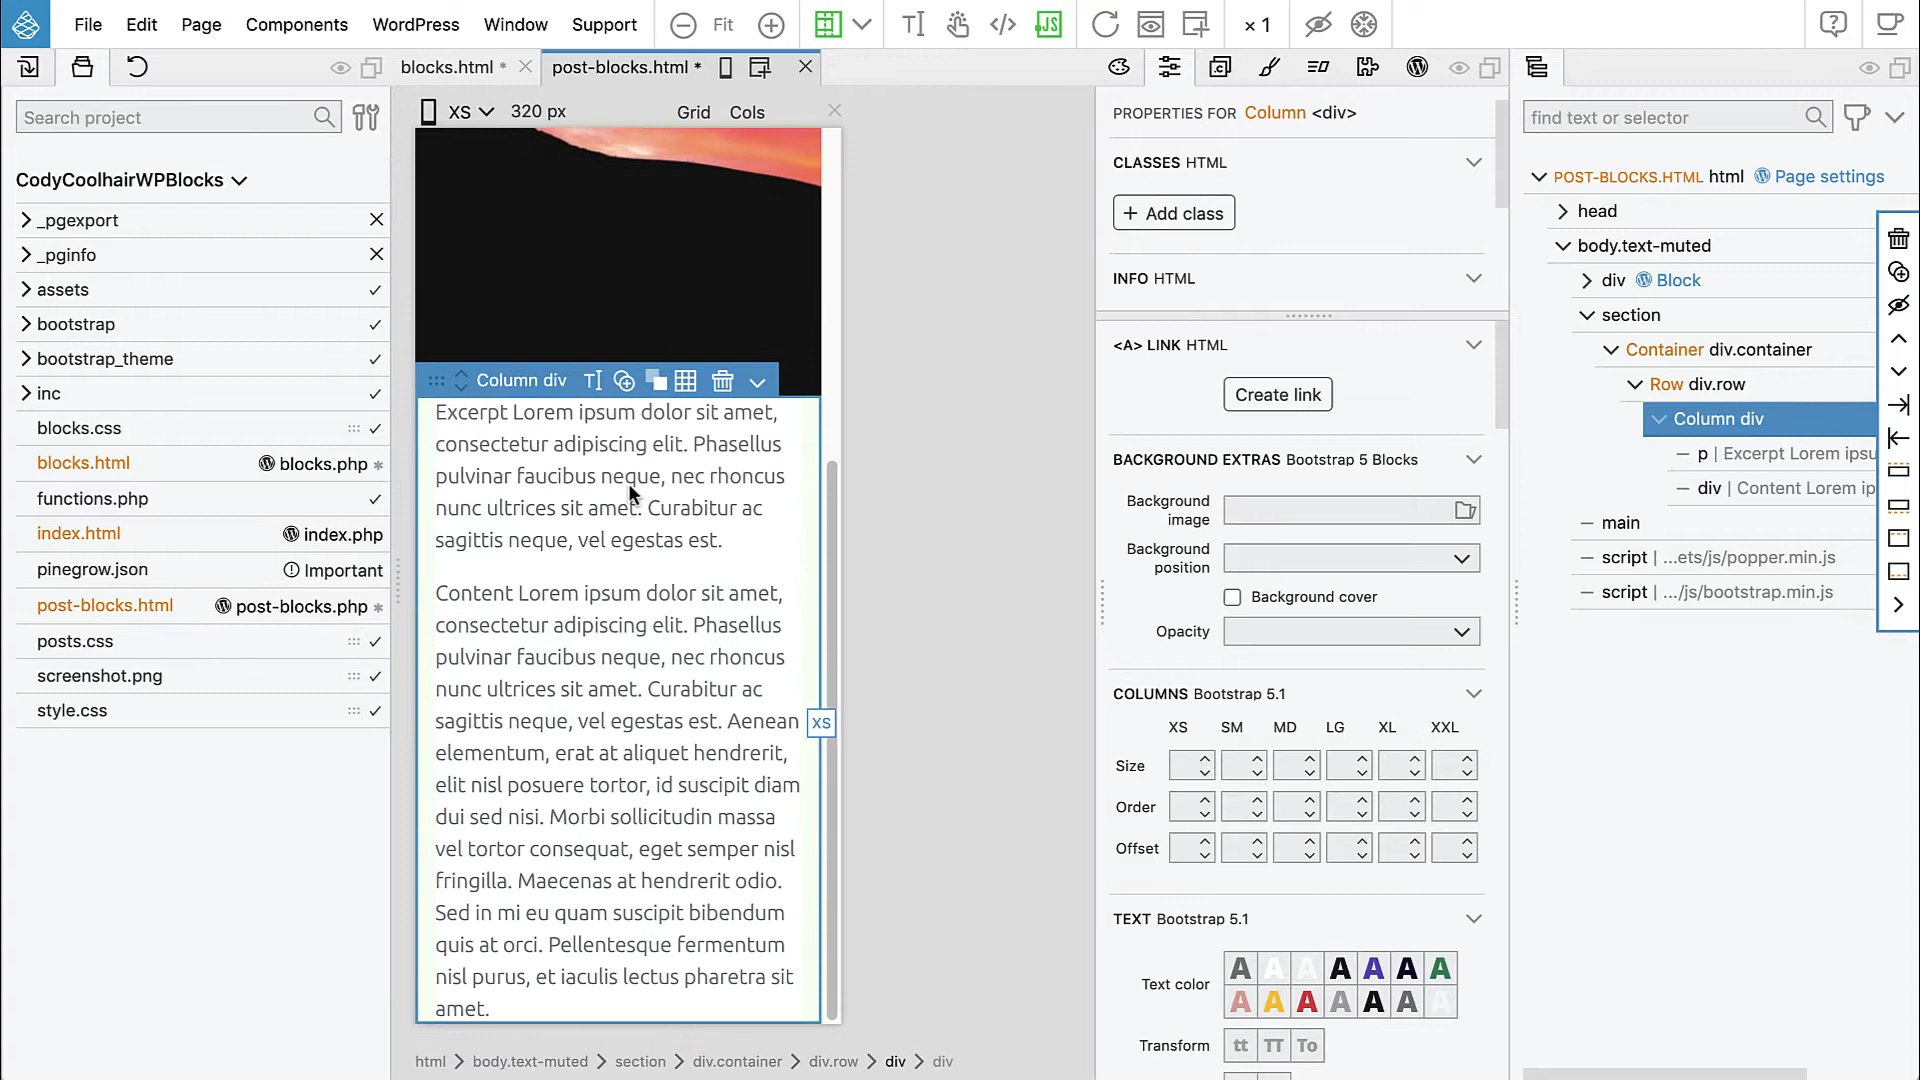 File Edit Page Components WordPress Window Support Fit JS × 1
blocks.html * post-blocks.html *
Search project
CodyCoolhairWPBlocks
_pgexport
_pginfo
assets
bootstrap
bootstrap_theme
inc
blocks.css
blocks.html blocks.php *
functions.php
index.html index.php
pinegrow.json Important
post-blocks.html post-blocks.php *
posts.css
screenshot.png
style.css
XS 320 px Grid Cols
Column div
Excerpt Lorem ipsum dolor sit amet,
consectetur adipiscing elit. Phasellus
pulvinar faucibus neque, nec rhoncus
nunc ultrices sit amet. Curabitur ac
sagittis neque, vel egestas est.
Content Lorem ipsum dolor sit amet,
consectetur adipiscing elit. Phasellus
pulvinar faucibus neque, nec rhoncus
nunc ultrices sit amet. Curabitur ac
sagittis neque, vel egestas est. Aenean
elementum, erat at aliquet hendrerit,
elit nisl posuere tortor, id suscipit diam
dui sed nisi. Morbi sollicitudin massa
vel tortor consequat, eget semper nisl
fringilla. Maecenas at hendrerit odio.
Sed in mi eu quam suscipit bibendum
quis at orci. Pellentesque fermentum
nisl purus, et iaculis lectus pharetra sit
amet.
XS
html body.text-muted section div.container div.row div div
PROPERTIES FOR Column <div>
CLASSES HTML
+ Add class
INFO HTML
<A> LINK HTML
Create link
BACKGROUND EXTRAS Bootstrap 5 Blocks
Background
image
Background
position
Background cover
Opacity
COLUMNS Bootstrap 5.1
XS SM MD LG XL XXL
Size
Order
Offset
TEXT Bootstrap 5.1
Text color
A A A A A A A
A A A A A A A
Transform tt TT To
find text or selector
POST-BLOCKS.HTML html Page settings
head
body.text-muted
div Block
section
Container div.container
Row div.row
Column div
p | Excerpt Lorem ipsu
div | Content Lorem ip
main
script | ...ets/js/popper.min.js
script | .../js/bootstrap.min.js